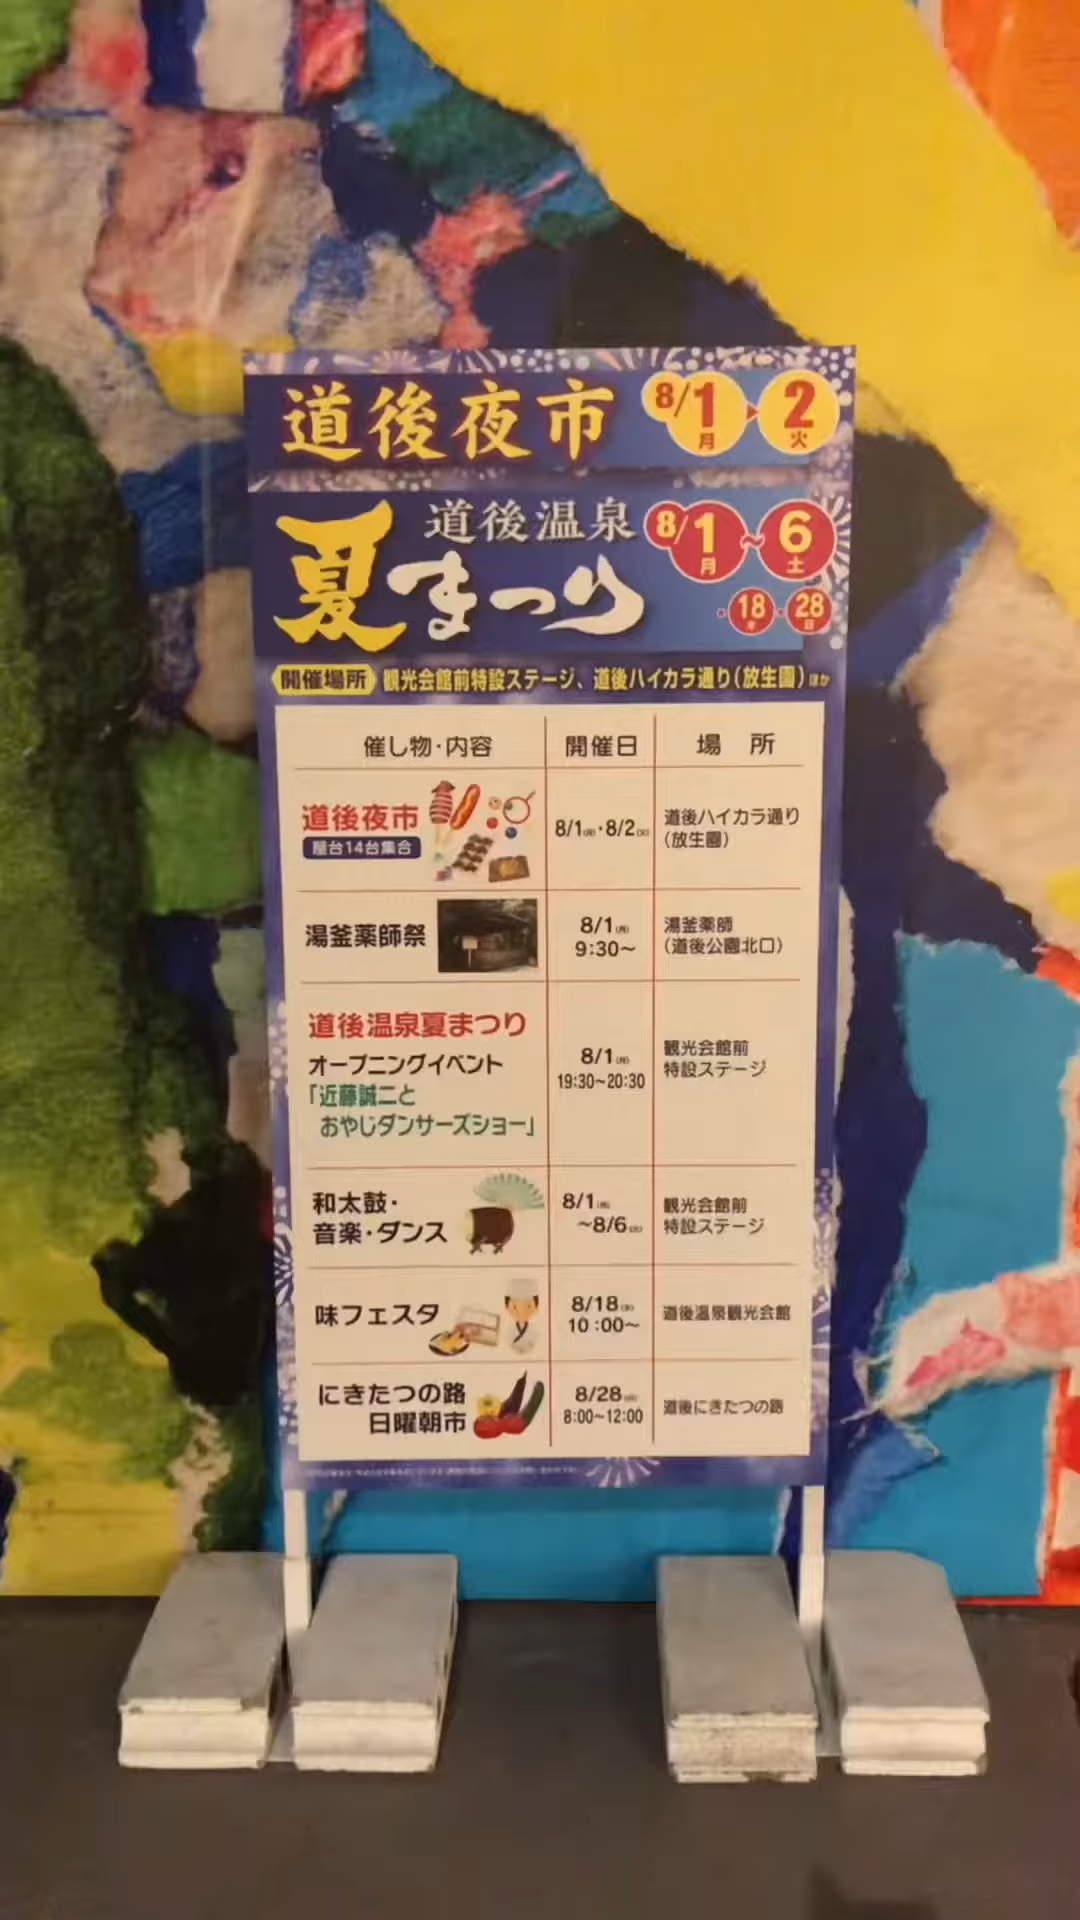 道後夜市 8/1月 2火
道後温泉 8/1月 ~ 6土
夏まつり ・18 ・28日
開催場所 観光会館前特設ステージ、道後ハイカラ通り(放生園)ほか
催し物・内容 開催日 場 所
道後夜市 8/1(月)・8/2(火) 道後ハイカラ通り
屋台14台集合 (放生園)
湯釜薬師祭 8/1(月) 湯釜薬師
9:30～ (道後公園北口)
道後温泉夏まつり
オープニングイベント 8/1(月) 観光会館前
「近藤誠二と 19:30~20:30 特設ステージ
おやじダンサーズショー」
和太鼓・ 8/1(月) 観光会館前
音楽・ダンス ~8/6(土) 特設ステージ
味フェスタ 8/18 道後温泉観光会館
10:00~
にきたつの路 8/28(日) 道後にきたつの路
日曜朝市 8:00~12:00